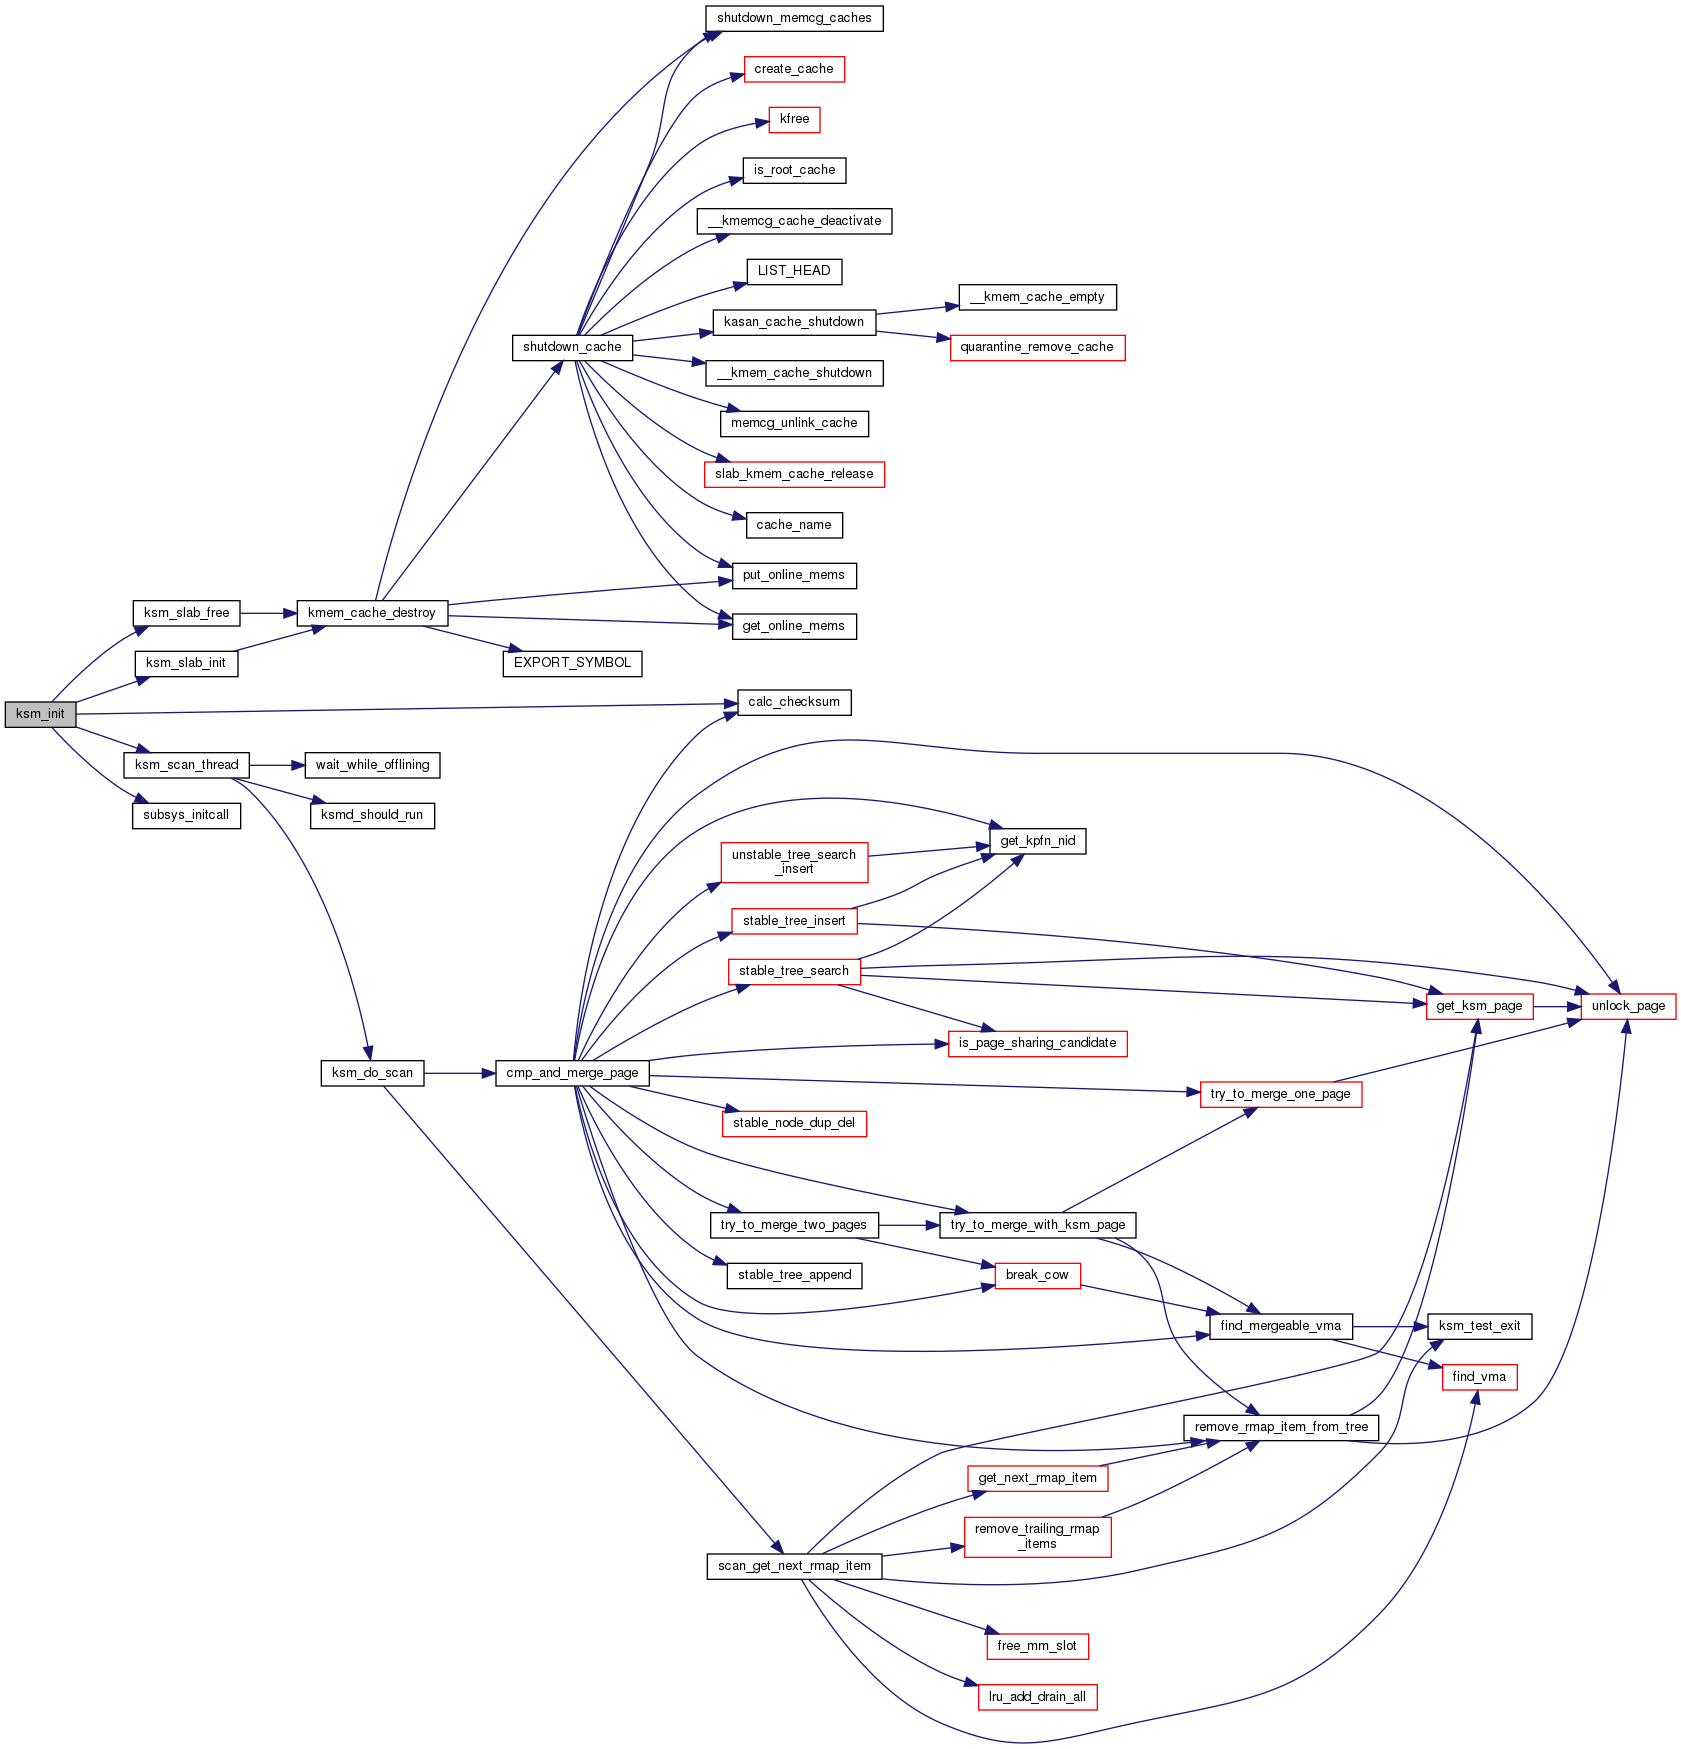 shutdown_memcg_caches
create_cache
kfree
is_root_cache
__kmemcg_cache_deactivate
LIST_HEAD
__kmem_cache_empty
kasan_cache_shutdown
quarantine_remove_cache
shutdown_cache
__kmem_cache_shutdown
memcg_unlink_cache
slab_kmem_cache_release
cache_name
put_online_mems
ksm_slab_free
kmem_cache_destroy
get_online_mems
ksm_slab_init
EXPORT_SYMBOL
calc_checksum
ksm_init
ksm_scan_thread
wait_while_offlining
subsys_initcall
ksmd_should_run
get_kpfn_nid
unstable_tree_search
_insert
stable_tree_insert
stable_tree_search
get_ksm_page
unlock_page
is_page_sharing_candidate
ksm_do_scan
cmp_and_merge_page
try_to_merge_one_page
stable_node_dup_del
try_to_merge_two_pages
try_to_merge_with_ksm_page
stable_tree_append
break_cow
find_mergeable_vma
ksm_test_exit
find_vma
remove_rmap_item_from_tree
get_next_rmap_item
remove_trailing_rmap
_items
scan_get_next_rmap_item
free_mm_slot
lru_add_drain_all